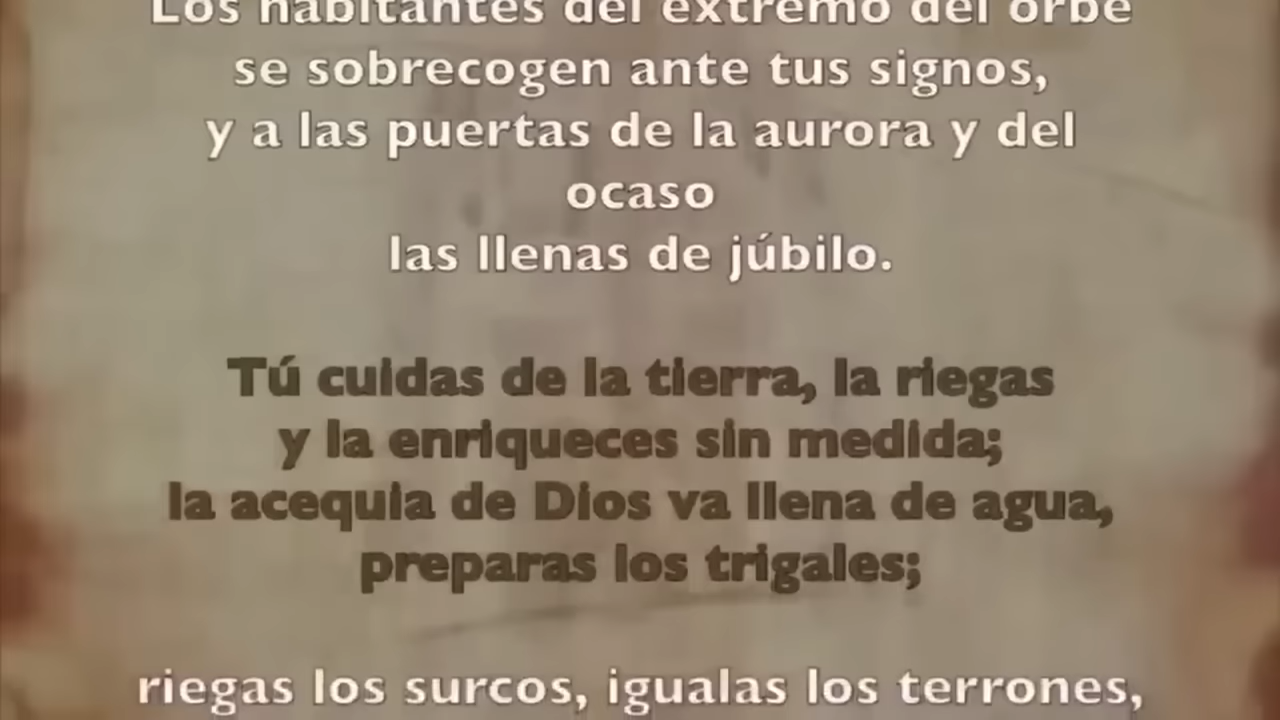 Los habitantes del extremo del orbe
se sobrecogen ante tus signos,
y a las puertas de la aurora y del
ocaso
las llenas de júbilo.
Tú cuidas de la tierra, la riegas
y la enriqueces sin medida;
la acequia de Dios va llena de agua,
preparas los trigales;
riegas los surcos, igualas los terrones,